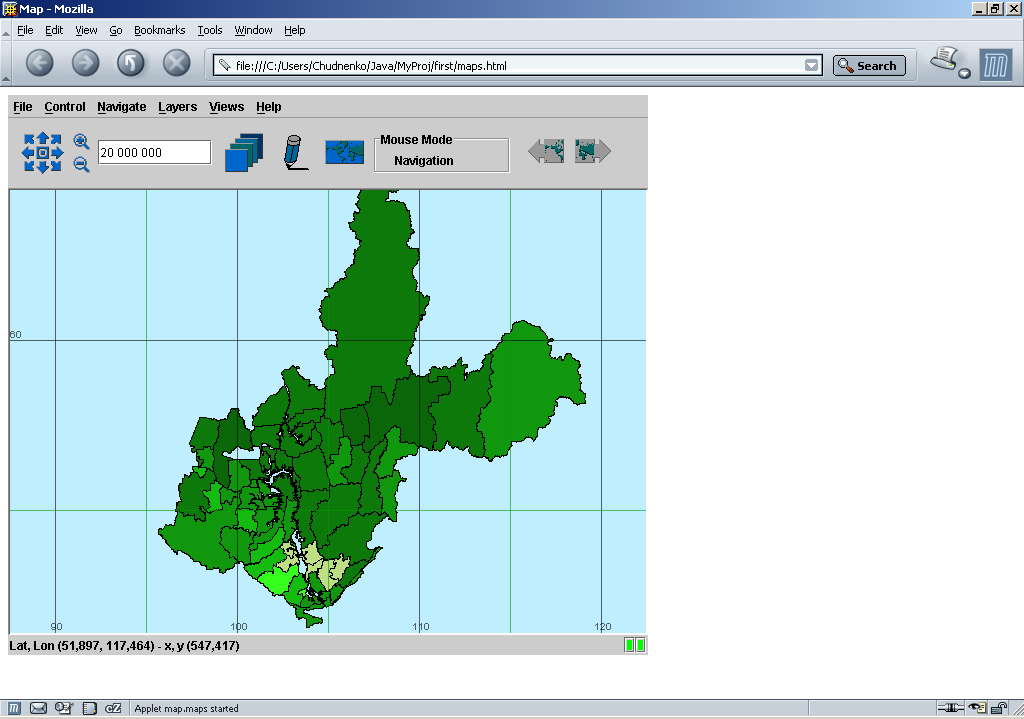 Map - Mozilla
File Edit View Go Bookmarks Tools Window Help
file:///C:/Users/Chudnenko/Java/MyProj/first/maps.html
Search
File Control Navigate Layers Views Help
20 000 000
Mouse Mode
Navigation
60
90 100 110 120
Lat, Lon (51,897, 117,464) - x, y (547,417)
Applet map.maps started